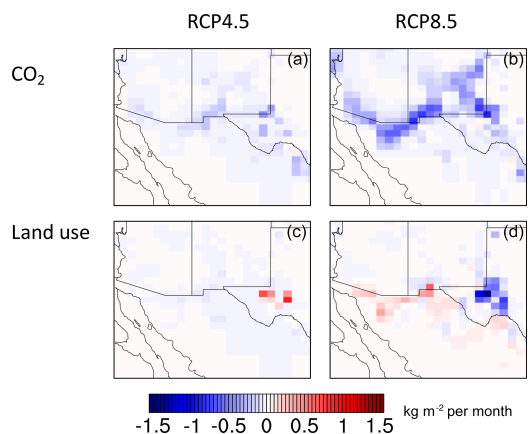 RCP4.5 RCP8.5
CO₂ (a) (b)
Land use (c) (d)
-1.5 -1 -0.5 0 0.5 1 1.5 kg m⁻² per month